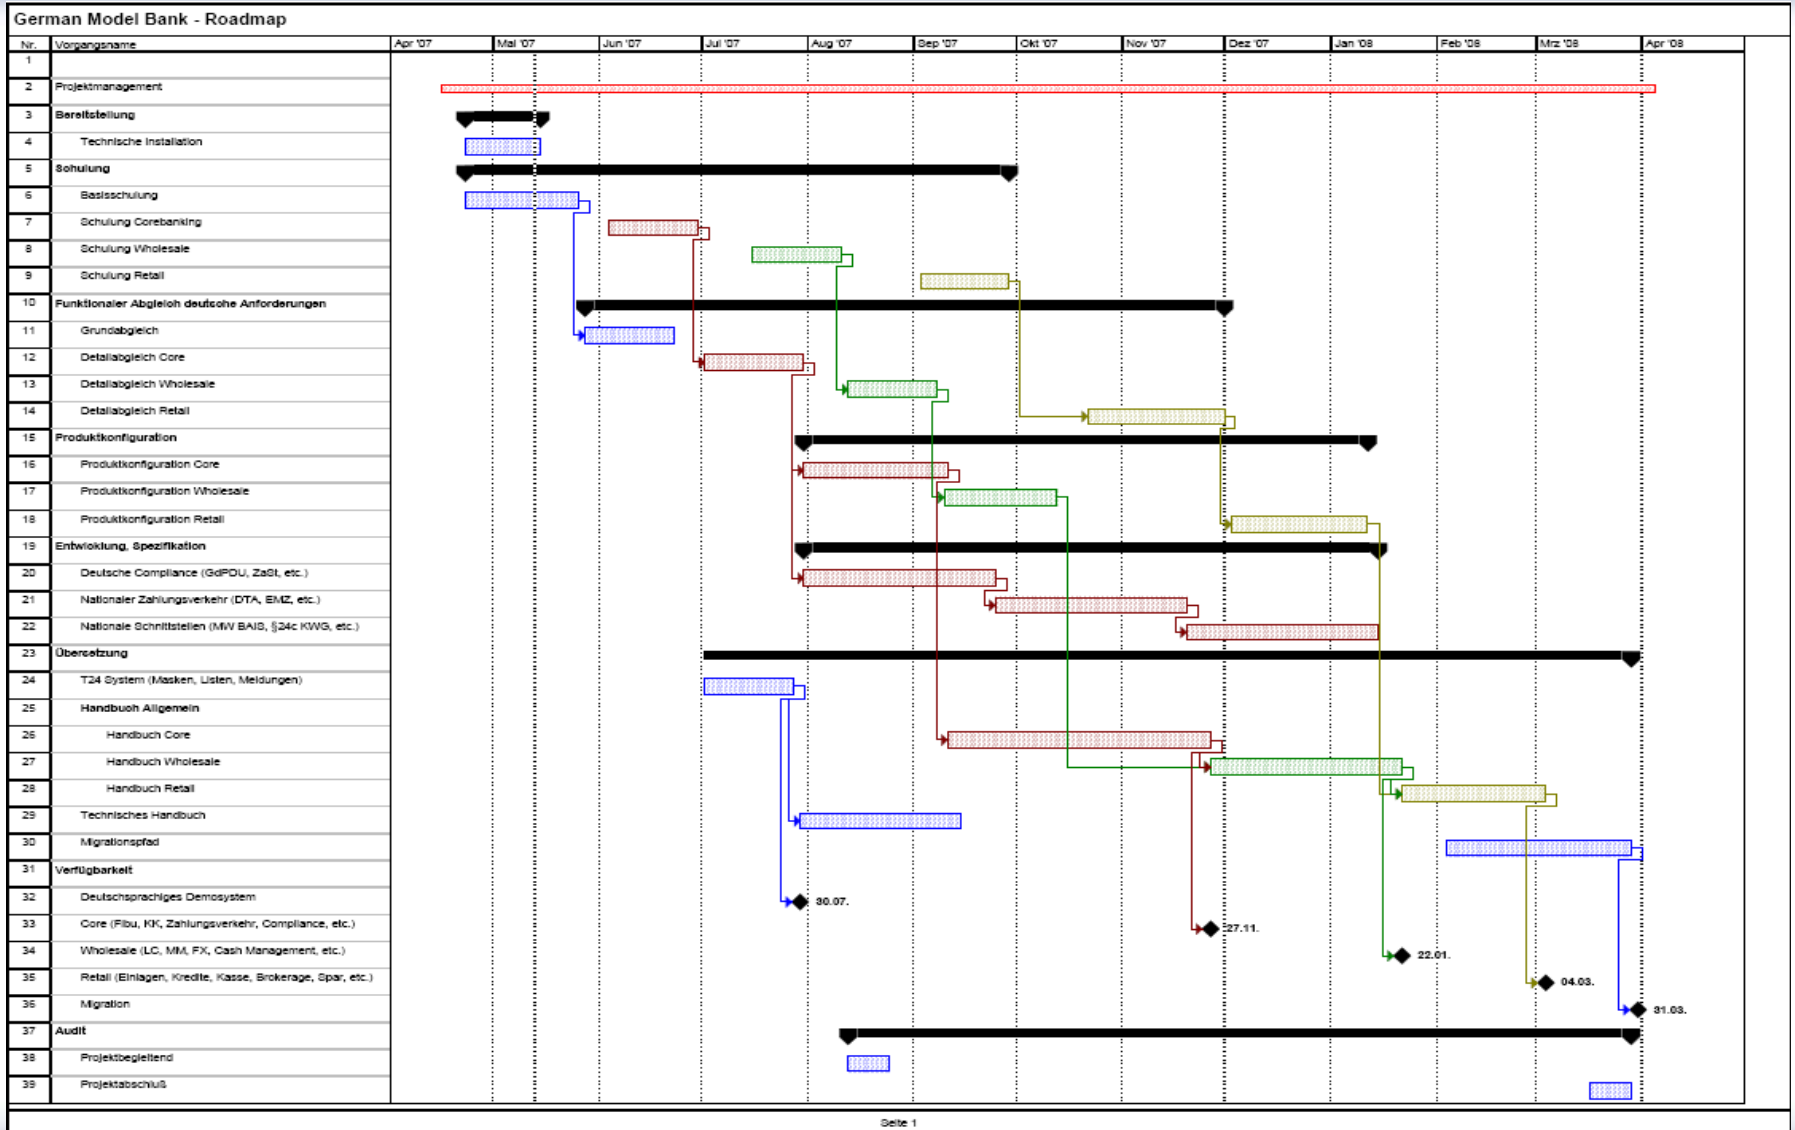 German Model Bank - Roadmap
Nr. Vorgangsname Apr '07 Mai '07 Jun '07 Jul '07 Aug '07 Sep '07 Okt '07 Nov '07 Dez '07 Jan '08 Feb '08 Mrz '08 Apr '08
1
2 Projektmanagement
3 Bereitstellung
4 Technische Installation
5 Schulung
6 Basisschulung
7 Schulung Corebanking
8 Schulung Wholesale
9 Schulung Retail
10 Funktionaler Abgleich deutsche Anforderungen
11 Grundabgleich
12 Detailabgleich Core
13 Detailabgleich Wholesale
14 Detailabgleich Retail
15 Produktkonfiguration
16 Produktkonfiguration Core
17 Produktkonfiguration Wholesale
18 Produktkonfiguration Retail
19 Entwicklung, Spezifikation
20 Deutsche Compliance (GdPDU, ZaSt, etc.)
21 Nationaler Zahlungsverkehr (DTA, EMZ, etc.)
22 Nationale Schnittstellen (MW BAIS, §24c KWG, etc.)
23 Übersetzung
24 T24 System (Masken, Listen, Meldungen)
25 Handbuch Allgemein
26 Handbuch Core
27 Handbuch Wholesale
28 Handbuch Retail
29 Technisches Handbuch
30 Migrationspfad
31 Verfügbarkeit
32 Deutschsprachiges Demosystem 30.07.
33 Core (Fibu, KK, Zahlungsverkehr, Compliance, etc.) 27.11.
34 Wholesale (LC, MM, FX, Cash Management, etc.) 22.01.
35 Retail (Einlagen, Kredite, Kasse, Brokerage, Spar, etc.) 04.03.
36 Migration 31.03.
37 Audit
38 Projektbegleitend
39 Projektabschluß
Seite 1